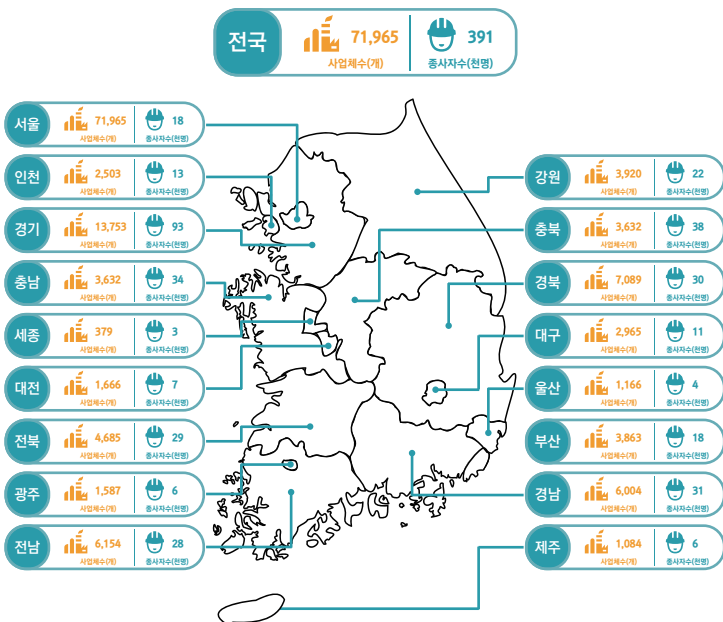 전국 71,965 391
사업체수(개) 종사자수(천명)
서울 71,965 18
사업체수(개) 종사자수(천명)
인천 2,503 13
사업체수(개) 종사자수(천명)
경기 13,753 93
사업체수(개) 종사자수(천명)
충남 3,632 34
사업체수(개) 종사자수(천명)
세종 379 3
사업체수(개) 종사자수(천명)
대전 1,666 7
사업체수(개) 종사자수(천명)
전북 4,685 29
사업체수(개) 종사자수(천명)
광주 1,587 6
사업체수(개) 종사자수(천명)
전남 6,154 28
사업체수(개) 종사자수(천명)
강원 3,920 22
사업체수(개) 종사자수(천명)
충북 3,632 38
사업체수(개) 종사자수(천명)
경북 7,089 30
사업체수(개) 종사자수(천명)
대구 2,965 11
사업체수(개) 종사자수(천명)
울산 1,166 4
사업체수(개) 종사자수(천명)
부산 3,863 18
사업체수(개) 종사자수(천명)
경남 6,004 31
사업체수(개) 종사자수(천명)
제주 1,084 6
사업체수(개) 종사자수(천명)